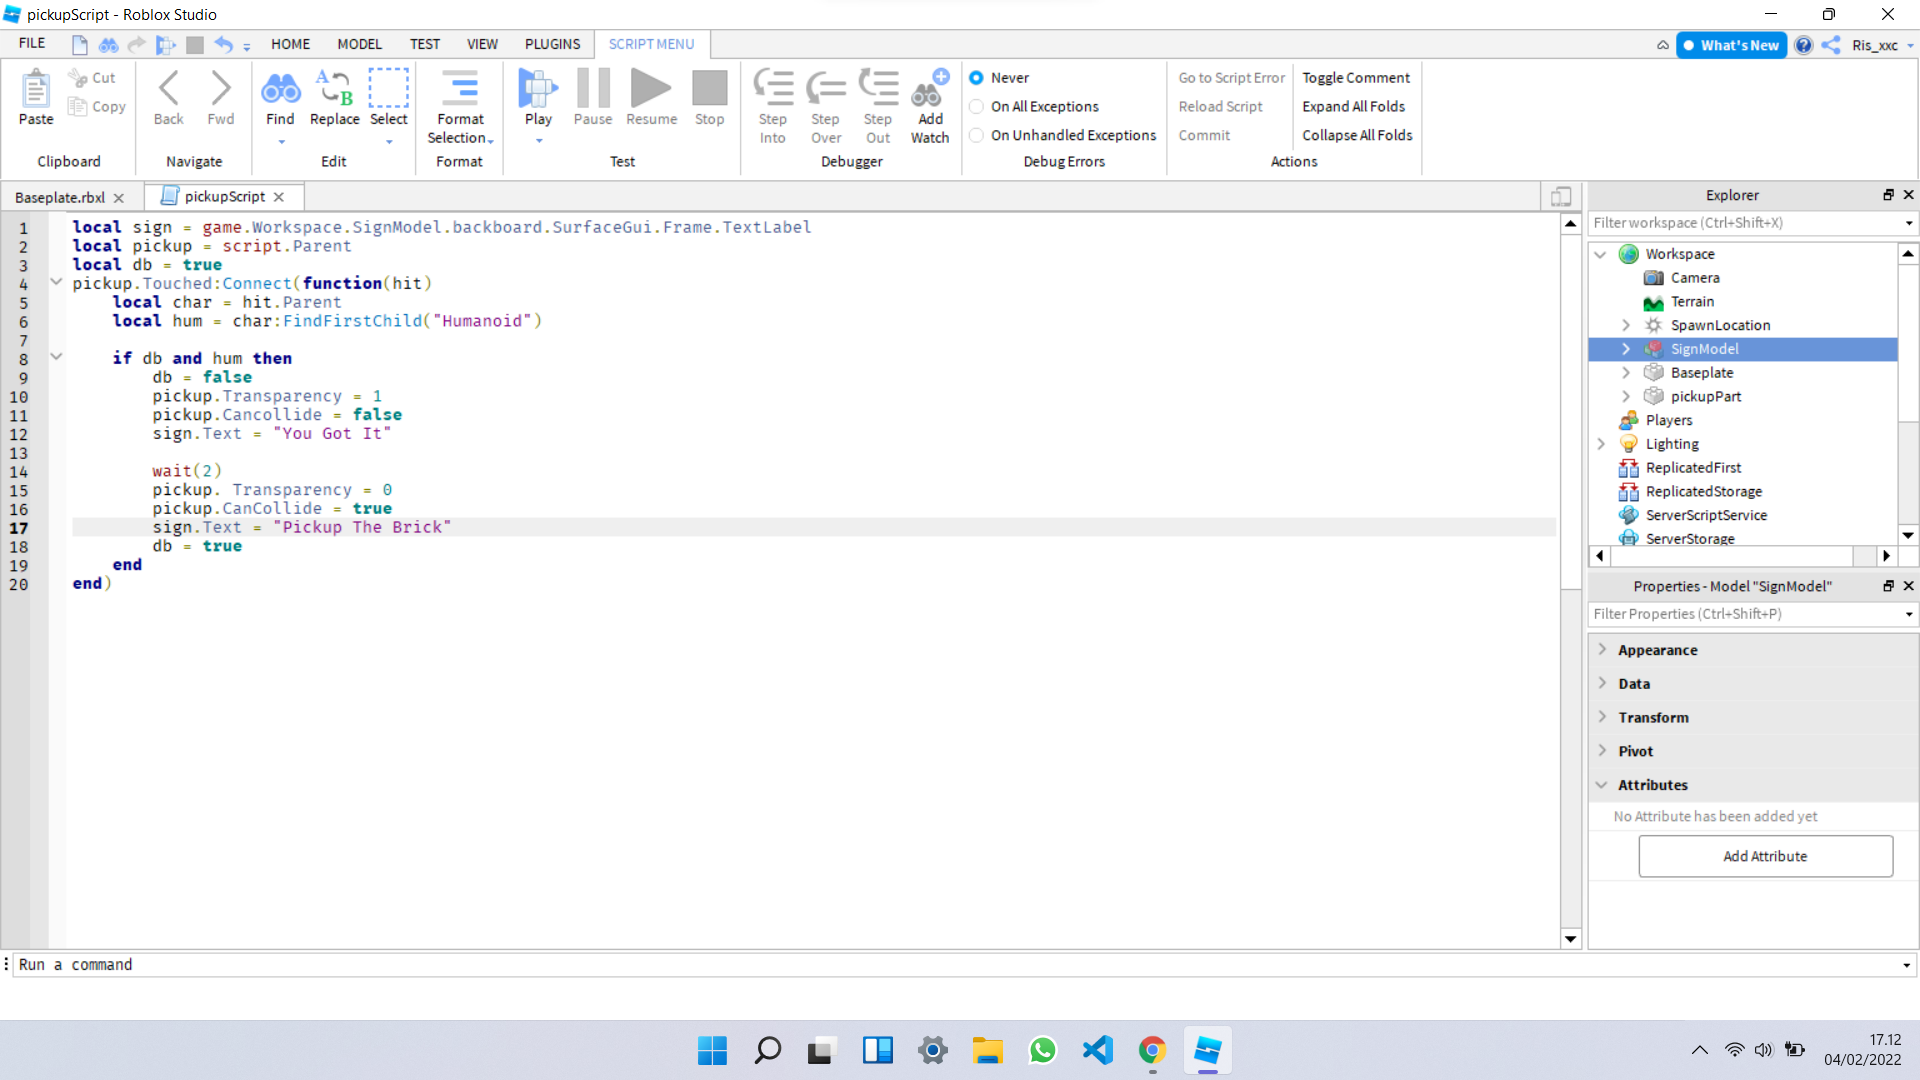 pickupScript - Roblox Studio
FILE HOME MODEL TEST VIEW PLUGINS SCRIPT MENU What's New Ris_xxc
Paste Cut Copy Clipboard
Back Fwd Navigate
Find Replace Select Edit
Format Selection Format
Play Pause Resume Stop Test
Step Into Step Over Step Out Add Watch Debugger
Never
On All Exceptions
On Unhandled Exceptions
Debug Errors
Go to Script Error
Reload Script
Commit
Toggle Comment
Expand All Folds
Collapse All Folds
Actions
Baseplate.rbxl pickupScript
1 local sign = game.Workspace.SignModel.backboard.SurfaceGui.Frame.TextLabel
2 local pickup = script.Parent
3 local db = true
4 pickup.Touched:Connect(function(hit)
5 local char = hit.Parent
6 local hum = char:FindFirstChild("Humanoid")
7
8 if db and hum then
9 db = false
10 pickup.Transparency = 1
11 pickup.Cancollide = false
12 sign.Text = "You Got It"
13
14 wait(2)
15 pickup. Transparency = 0
16 pickup.CanCollide = true
17 sign.Text = "Pickup The Brick"
18 db = true
19 end
20 end)
Explorer
Filter workspace (Ctrl+Shift+X)
Workspace
Camera
Terrain
SpawnLocation
SignModel
Baseplate
pickupPart
Players
Lighting
ReplicatedFirst
ReplicatedStorage
ServerScriptService
ServerStorage
Properties - Model "SignModel"
Filter Properties (Ctrl+Shift+P)
Appearance
Data
Transform
Pivot
Attributes
No Attribute has been added yet
Add Attribute
Run a command
17.12
04/02/2022